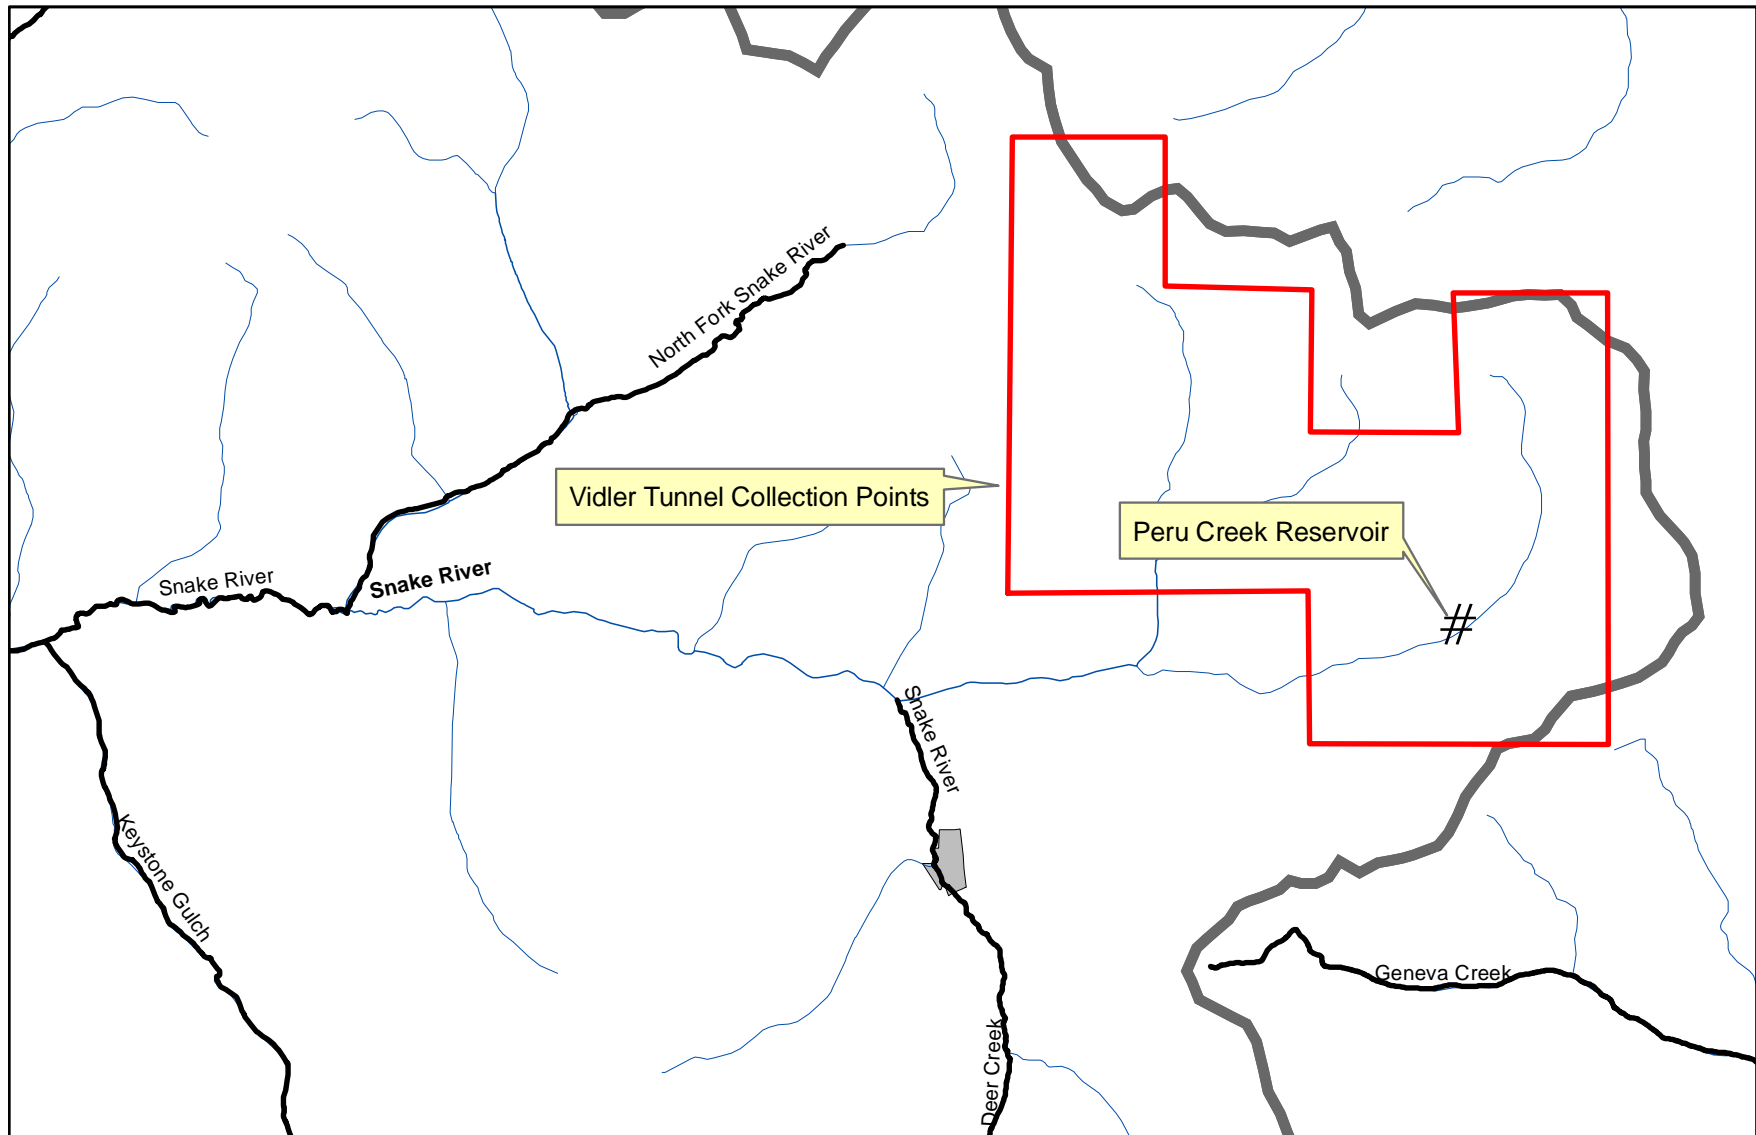 North Fork Snake River
Vidler Tunnel Collection Points
Peru Creek Reservoir
#
Snake River
Snake River
Snake River
Keystone Gulch
Geneva Creek
Deer Creek